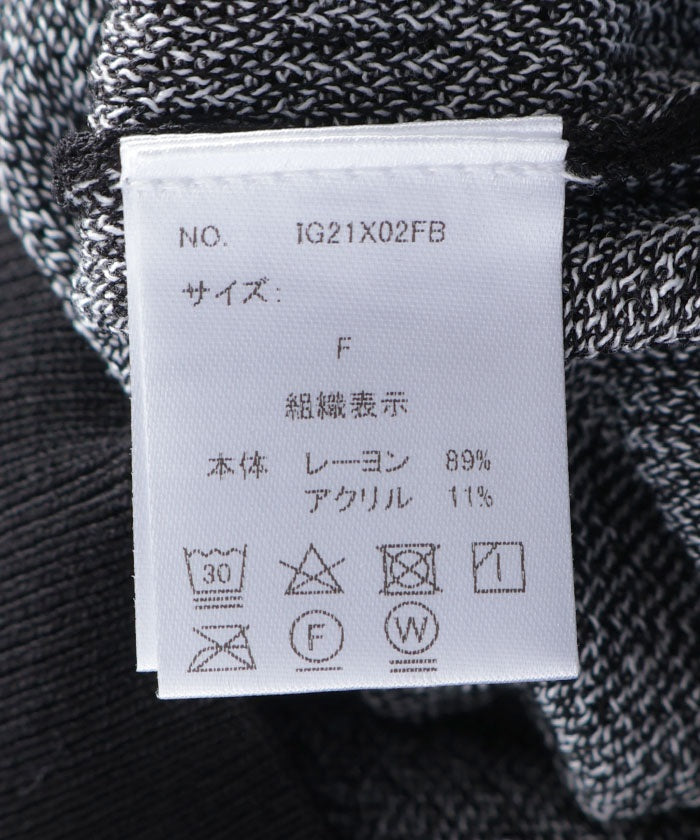 NO. IG21X02FB
サイズ:
F
組織表示
本体 レーヨン 89%
アクリル 11%
30
F W